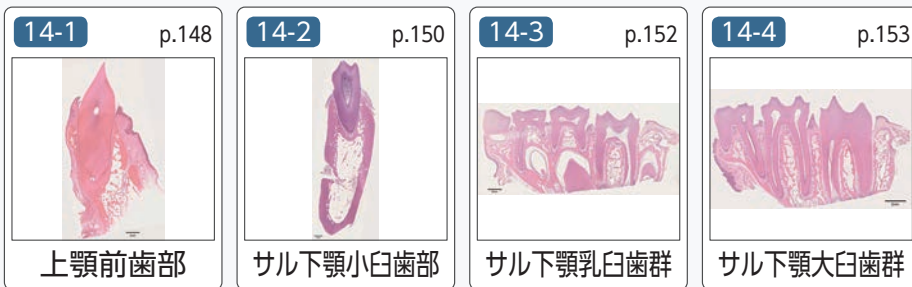 14-1 p.148
上顎前歯部
14-2 p.150
サル下顎小臼歯部
14-3 p.152
サル下顎乳臼歯群
14-4 p.153
サル下顎大臼歯群